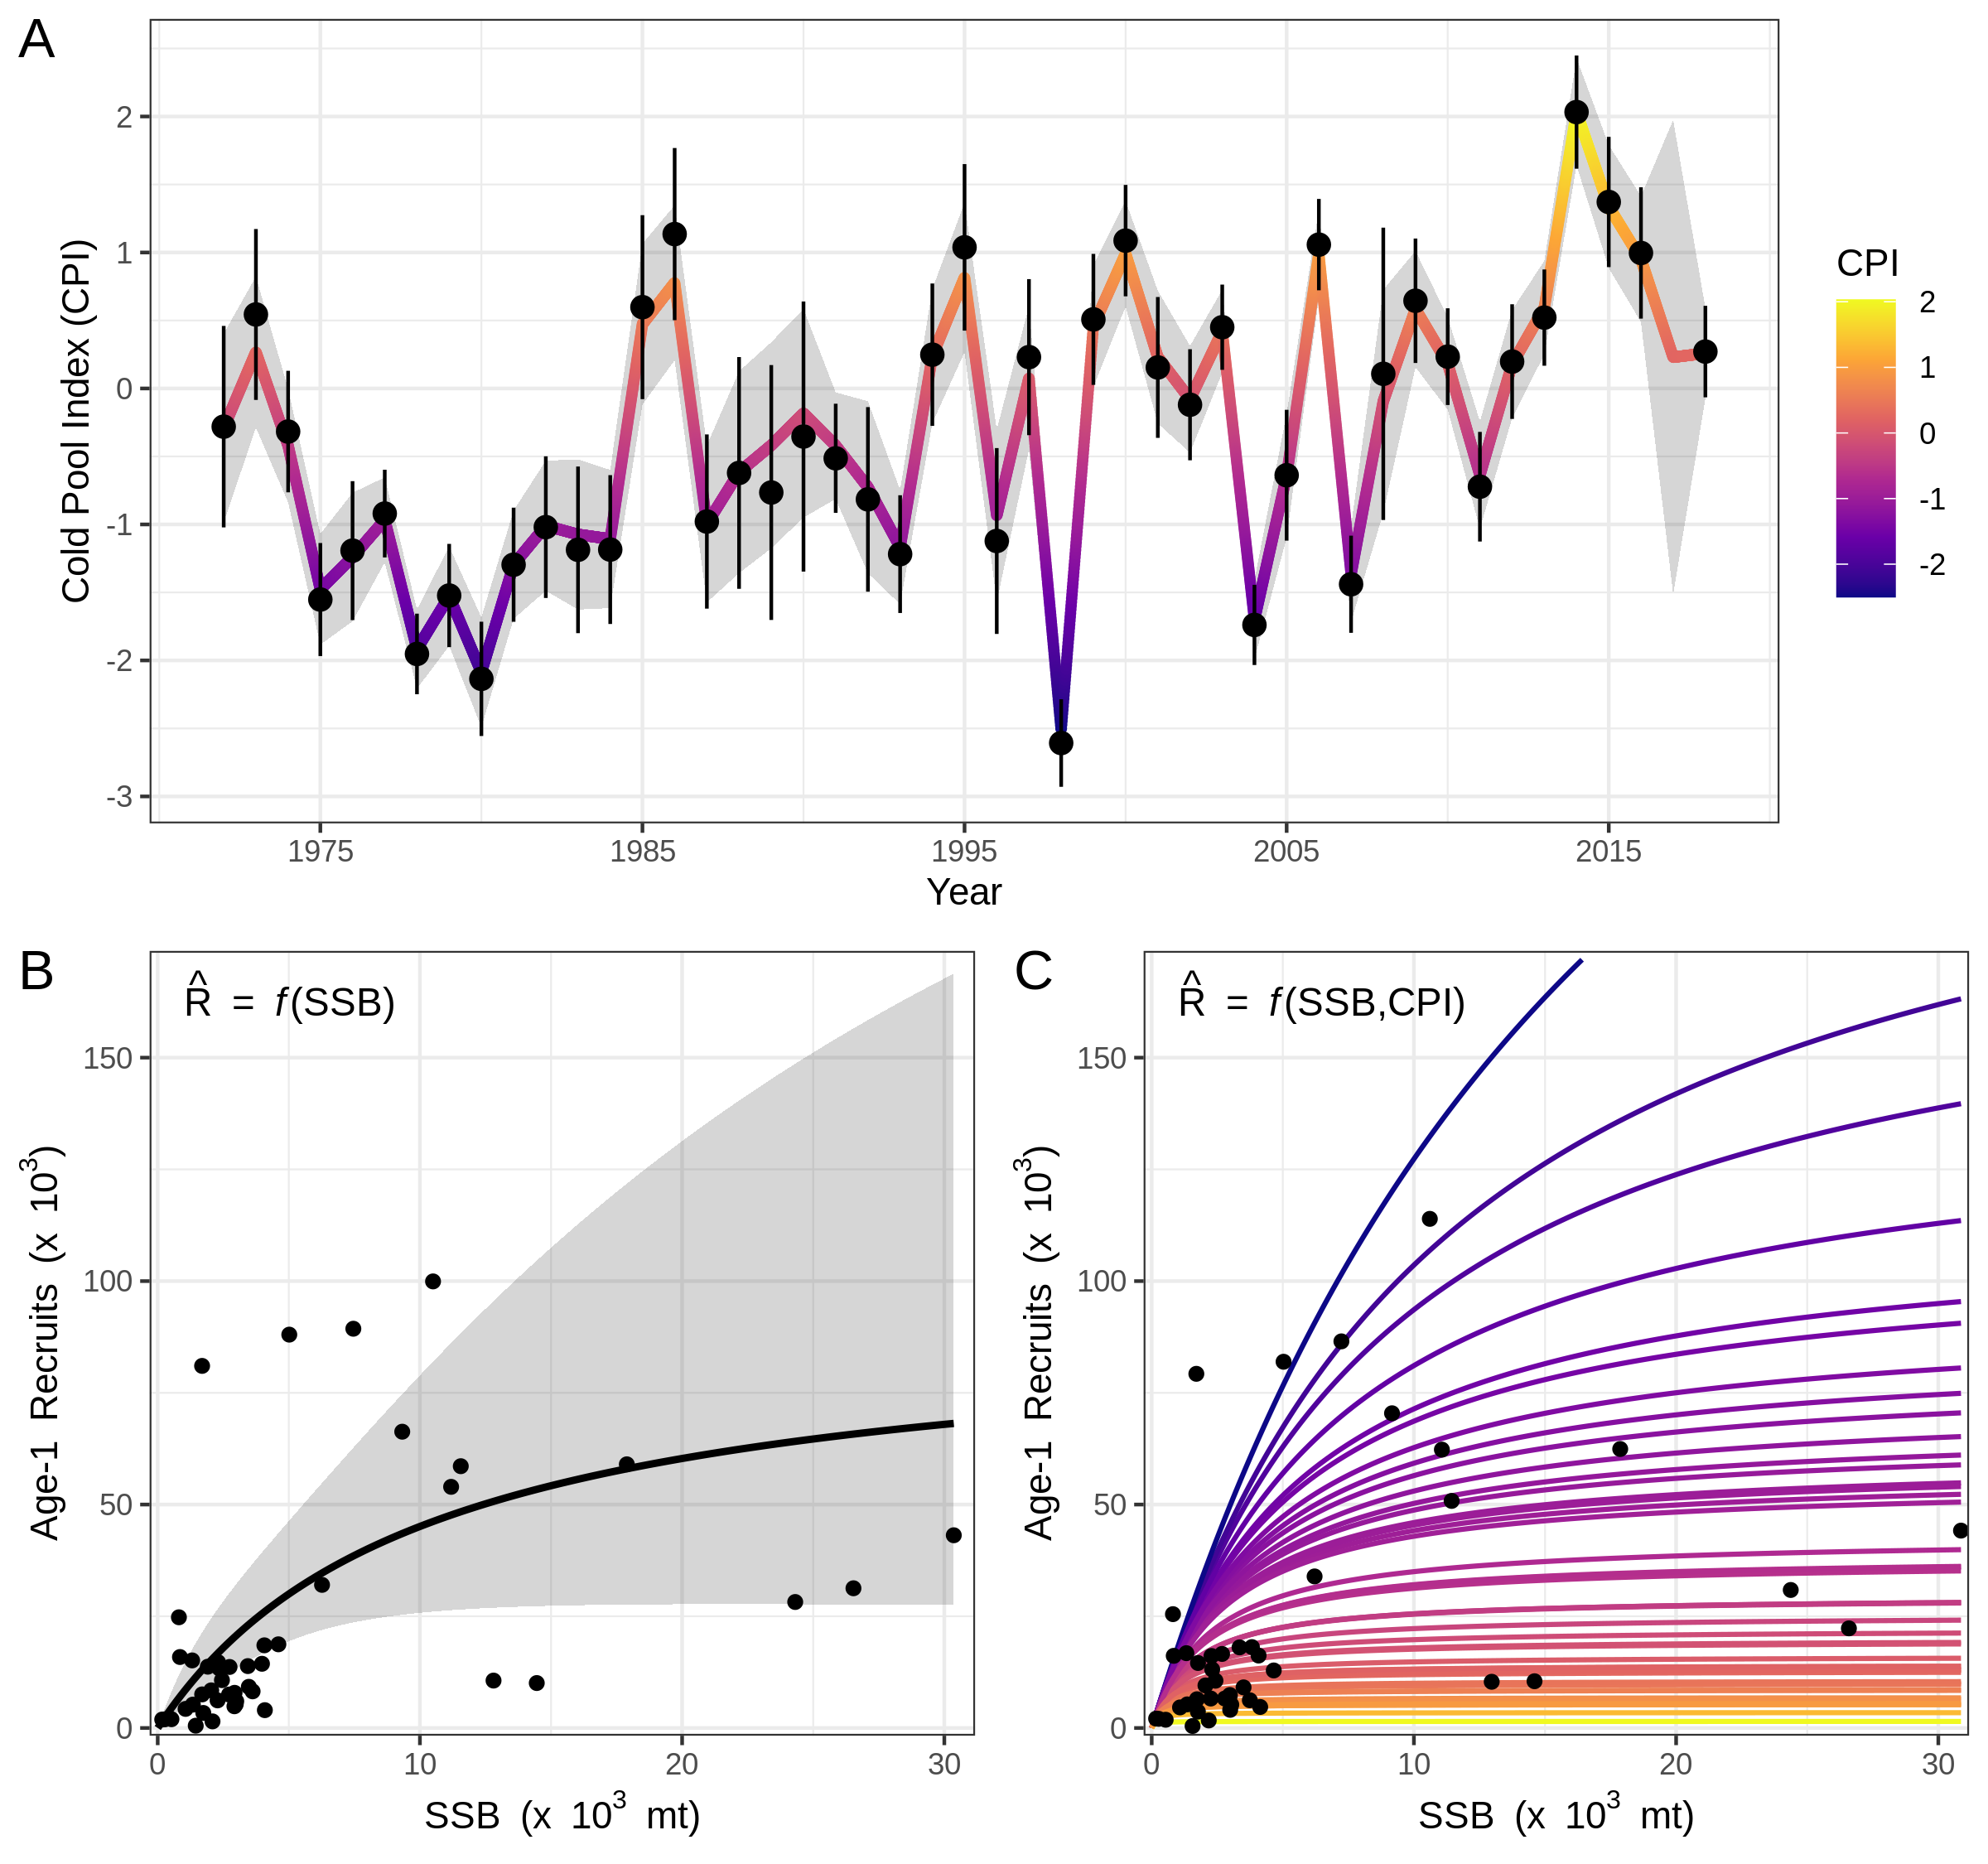 A
Cold Pool Index (CPI)
2
1
0
-1
-2
-3
1975 1985 1995 2005 2015
Year
CPI
2
1
0
-1
-2
B
R̂ = f(SSB)
Age-1 Recruits (x 10³)
150
100
50
0
0 10 20 30
SSB (x 10³ mt)
C
R̂ = f(SSB,CPI)
Age-1 Recruits (x 10³)
150
100
50
0
0 10 20 30
SSB (x 10³ mt)